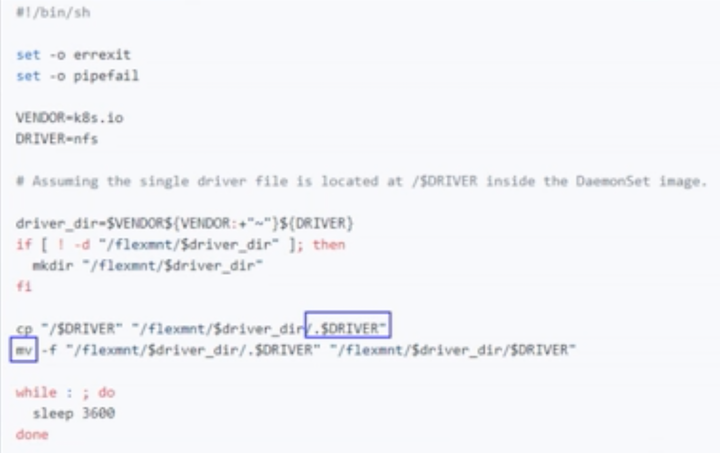 #!/bin/sh
set -o errexit
set -o pipefail
VENDOR=k8s.io
DRIVER=nfs
# Assuming the single driver file is located at /$DRIVER inside the DaemonSet image.
driver_dir=$VENDOR${VENDOR:+"~"}${DRIVER}
if [ ! -d "/flexmnt/$driver_dir" ]; then
  mkdir "/flexmnt/$driver_dir"
fi
cp "/$DRIVER" "/flexmnt/$driver_dir/.$DRIVER"
mv -f "/flexmnt/$driver_dir/.$DRIVER" "/flexmnt/$driver_dir/$DRIVER"
while : ; do
  sleep 3600
done